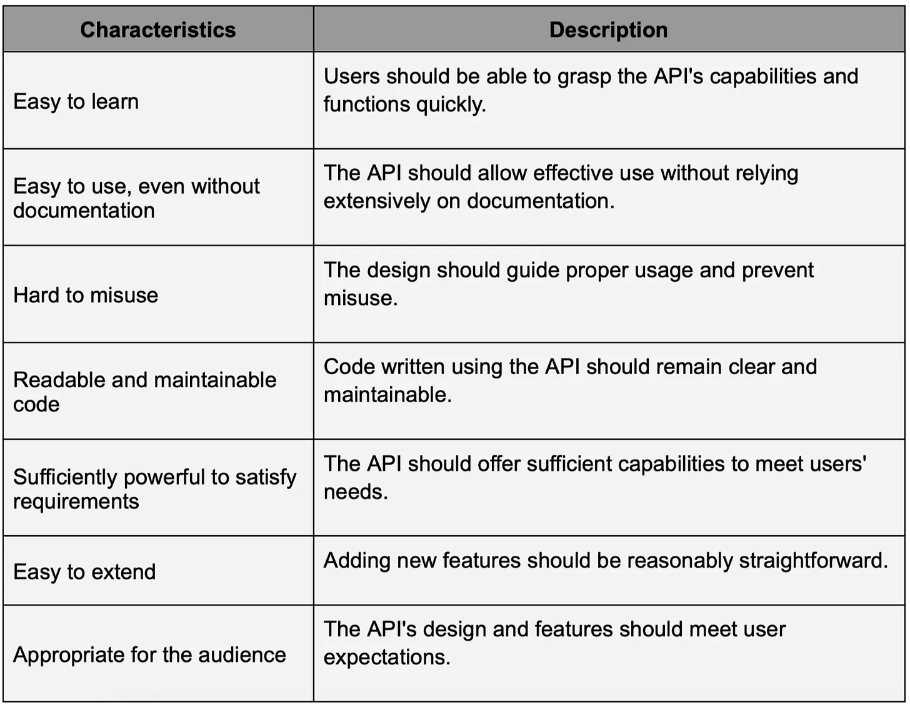 Characteristics
Description
Easy to learn
Users should be able to grasp the API's capabilities and
functions quickly.
Easy to use, even without
documentation
The API should allow effective use without relying
extensively on documentation.
Hard to misuse
The design should guide proper usage and prevent
misuse.
Readable and maintainable
code
Code written using the API should remain clear and
maintainable.
Sufficiently powerful to satisfy
requirements
The API should offer sufficient capabilities to meet users'
needs.
Easy to extend
Adding new features should be reasonably straightforward.
Appropriate for the audience
The API's design and features should meet user
expectations.